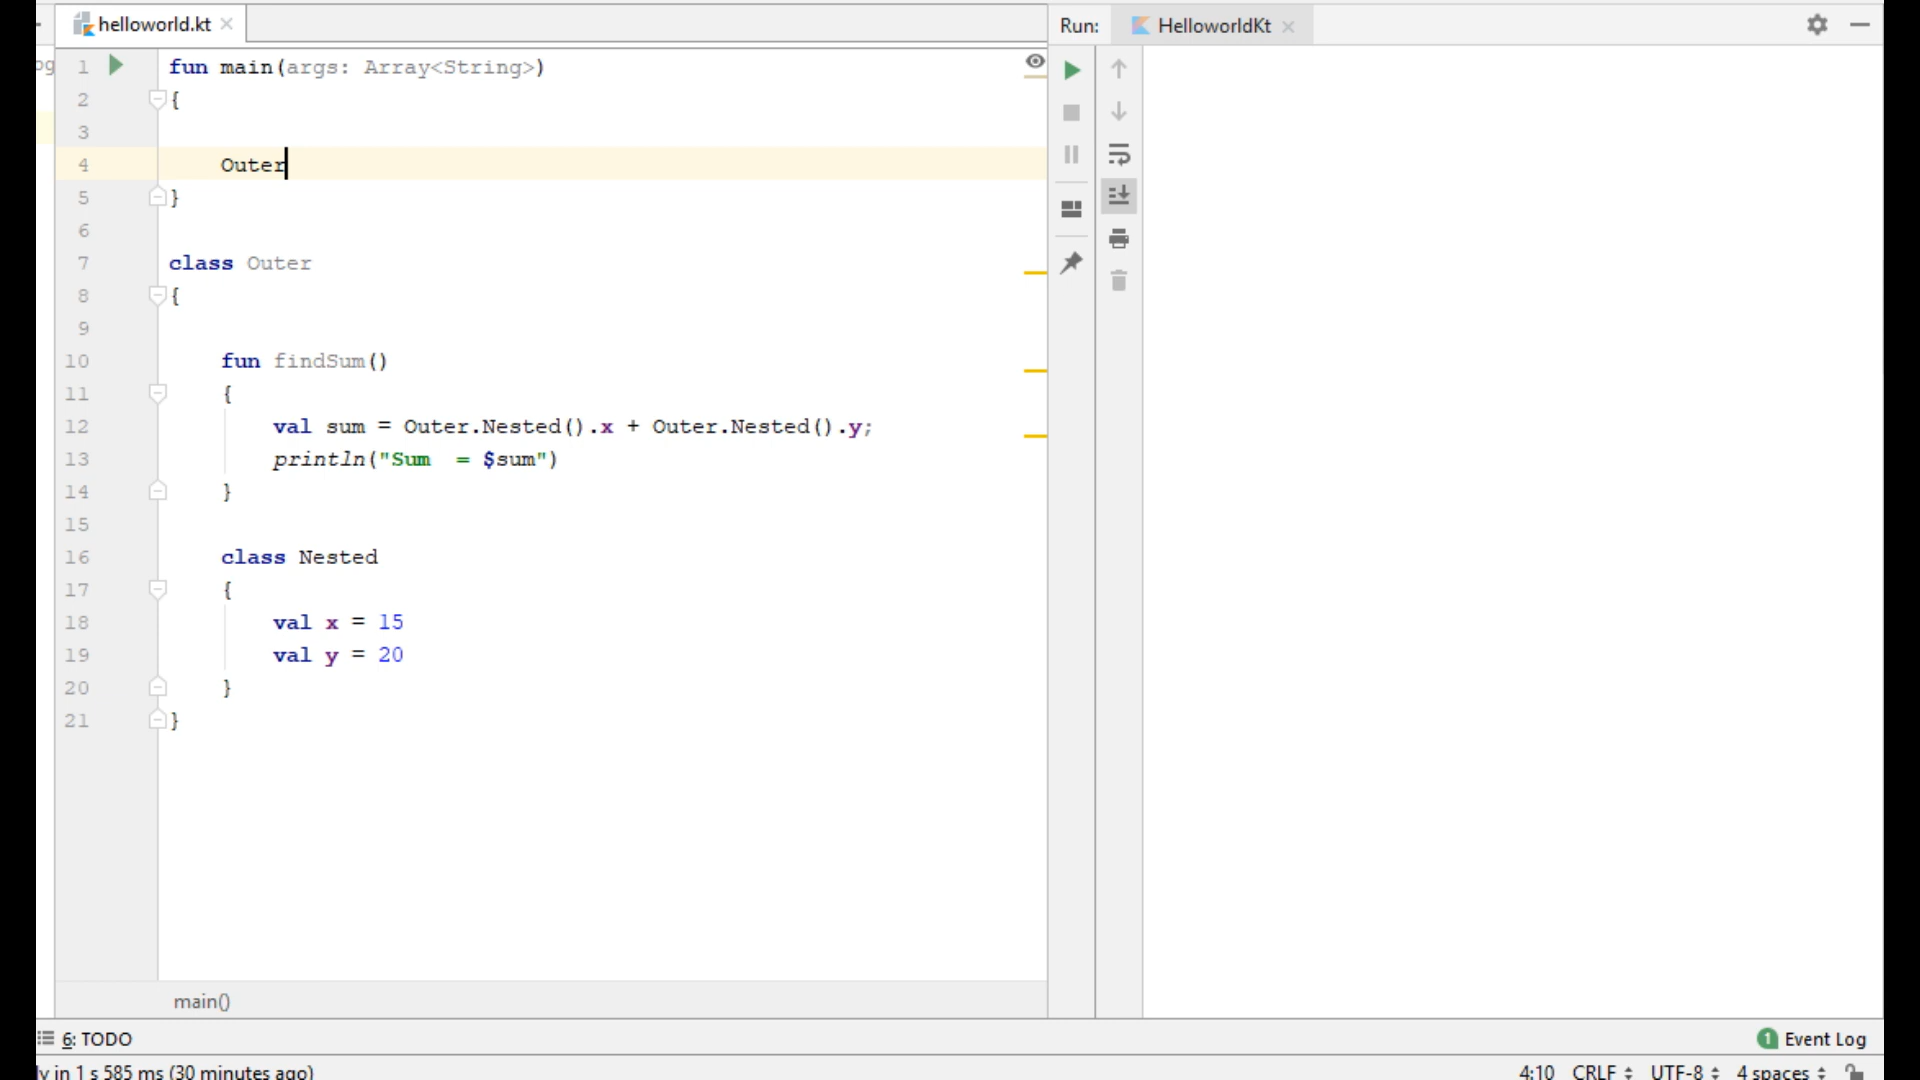 helloworld.kt
Run: HelloworldKt
1 fun main(args: Array<String>)
2 {
3
4 Outer
5 }
6
7 class Outer
8 {
9
10 fun findSum()
11 {
12 val sum = Outer.Nested().x + Outer.Nested().y;
13 println("Sum  = $sum")
14 }
15
16 class Nested
17 {
18 val x = 15
19 val y = 20
20 }
21 }
main()
6: TODO
1 Event Log
in 1 s 585 ms (30 minutes ago)
4:10 CRLF UTF-8 4 spaces